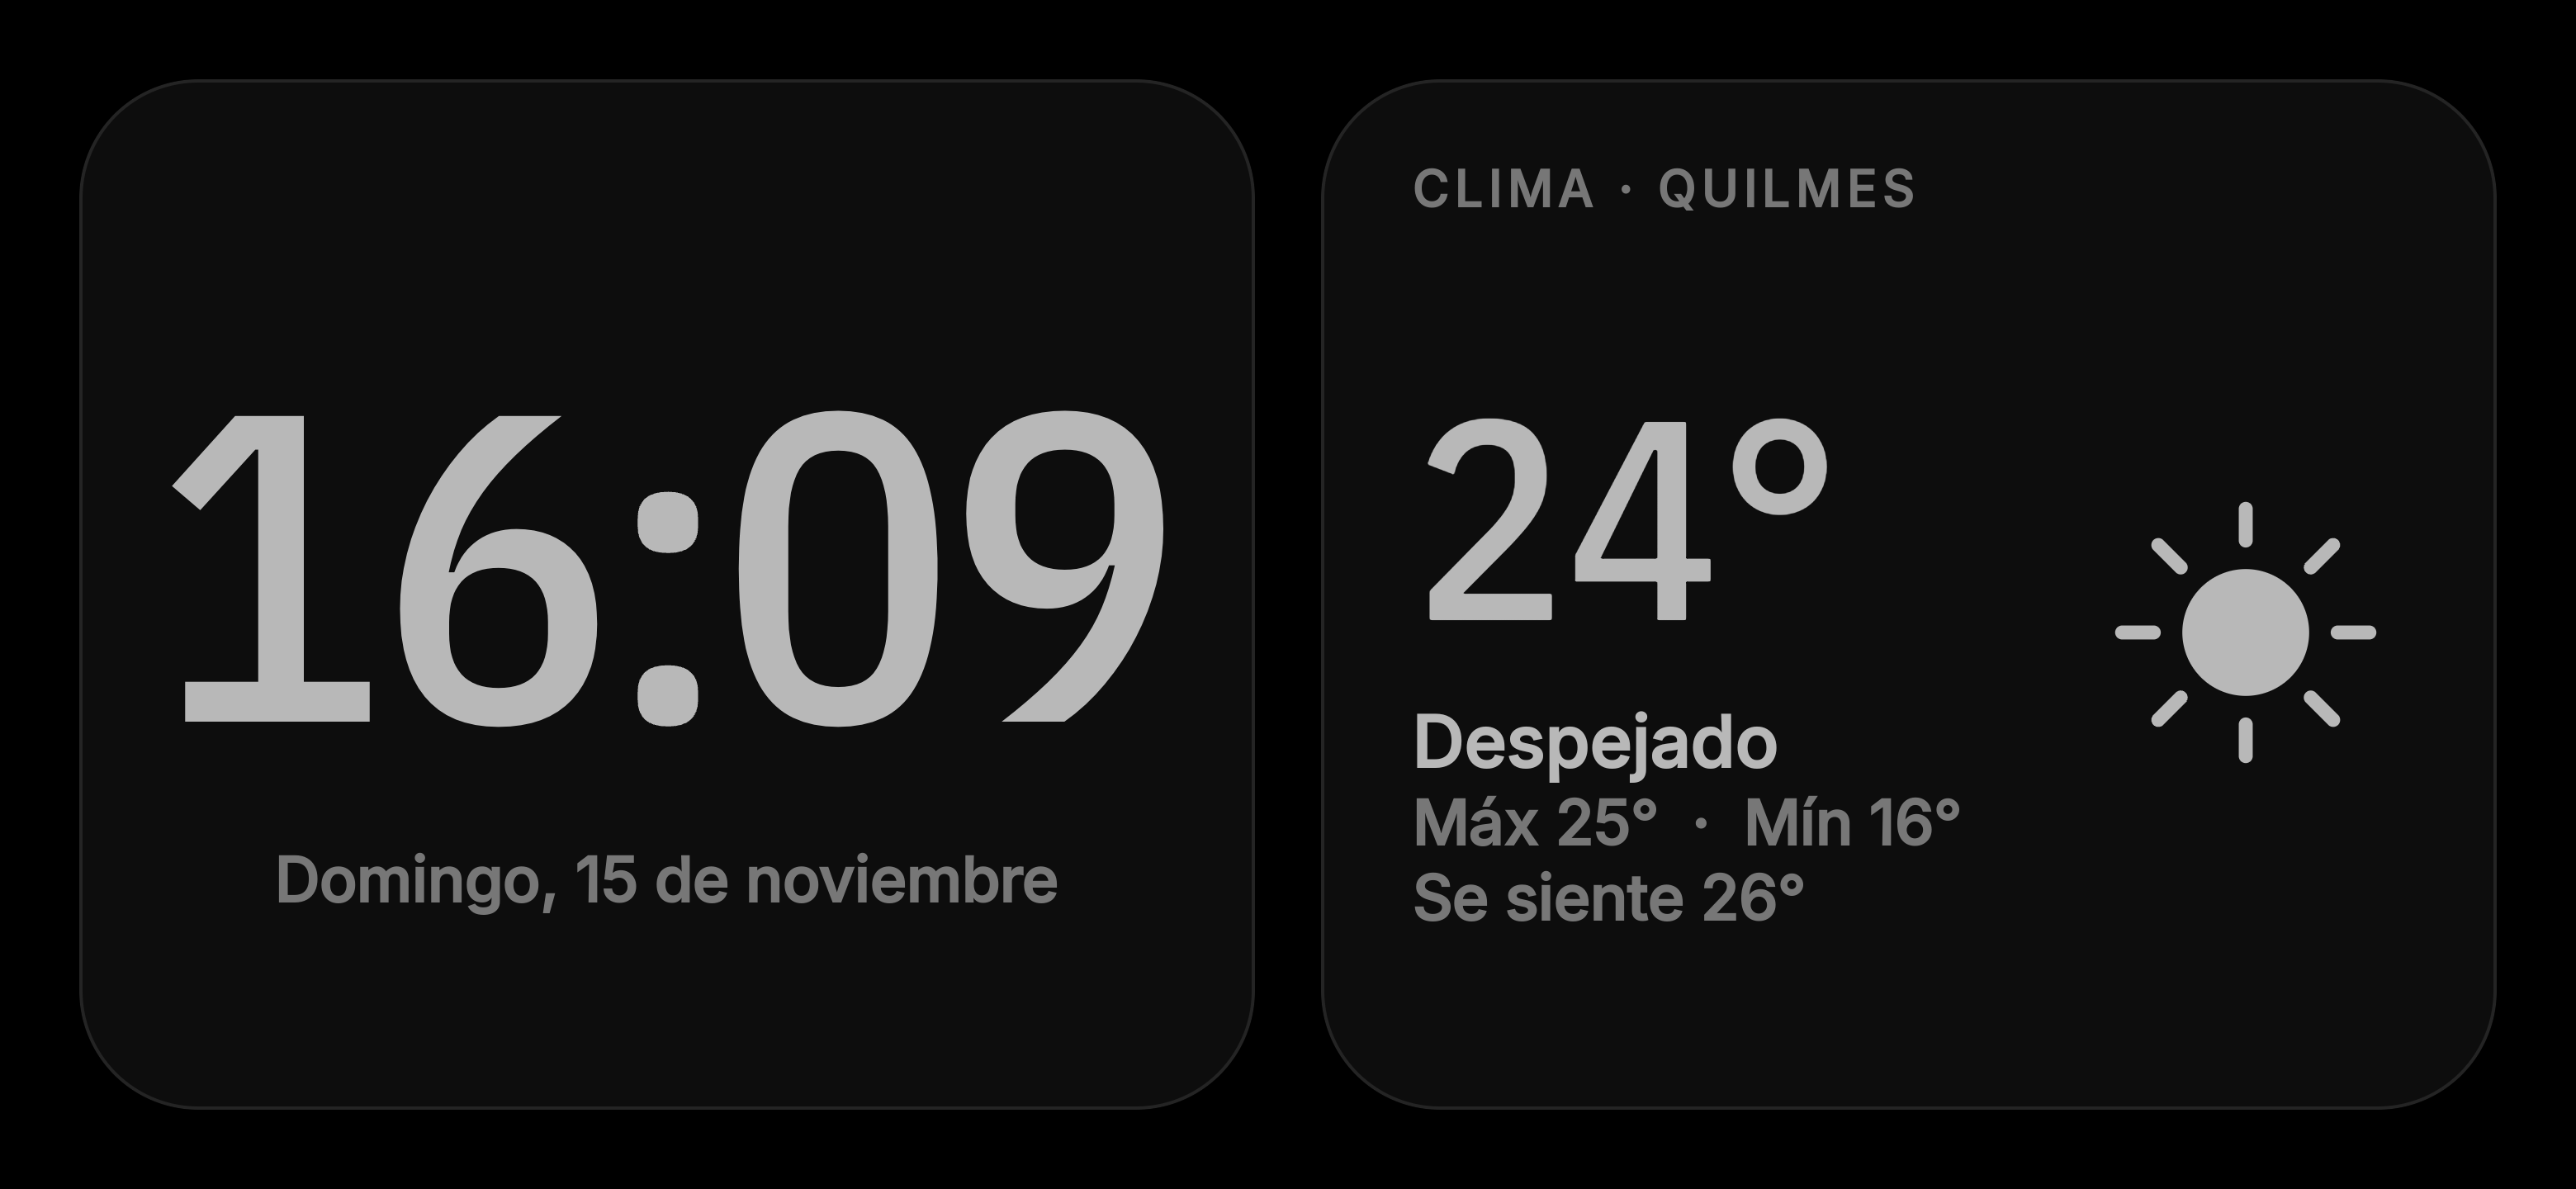 16:09
Domingo, 15 de noviembre
CLIMA · QUILMES
24°
Despejado
Máx 25° · Mín 16°
Se siente 26°